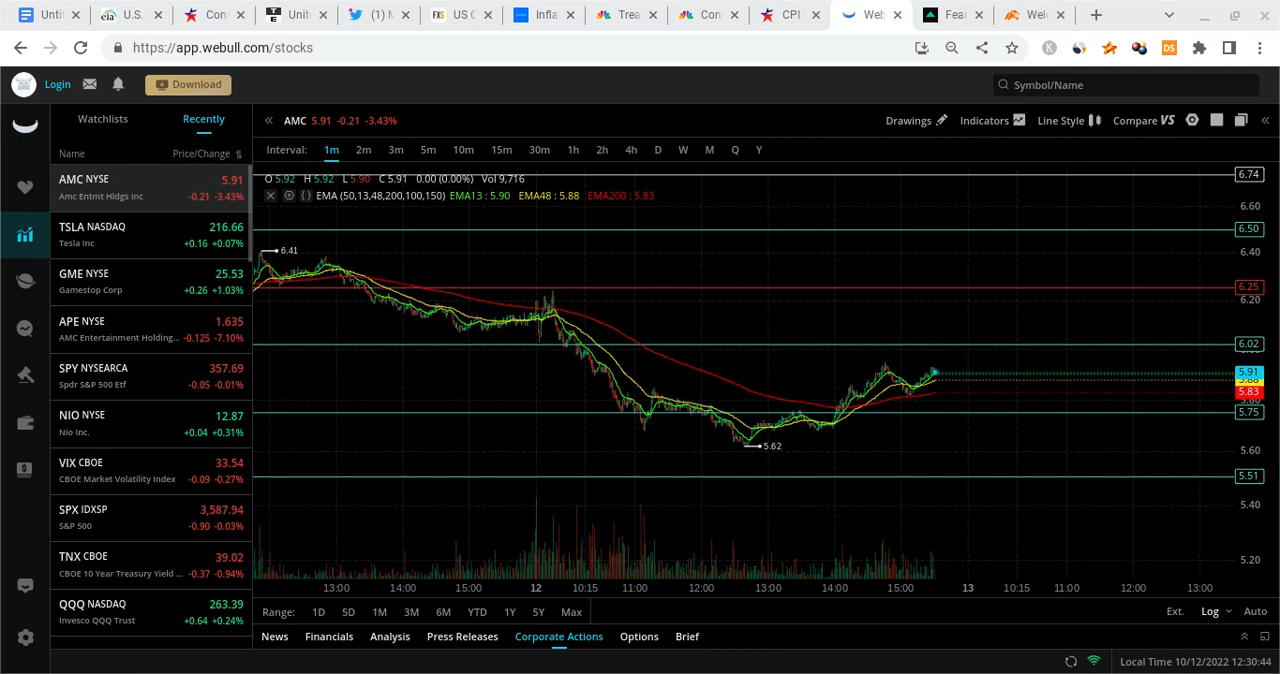 Unti
U.S.
Cons
Unite
(1) M
US C
Infla
Trea
Con
CPI
Web
Fear
Welc
https://app.webull.com/stocks
Login
Download
Symbol/Name
Watchlists
Recently
AMC 5.91 -0.21 -3.43%
Drawings
Indicators
Line Style
Compare VS
Interval: 1m 2m 3m 5m 10m 15m 30m 1h 2h 4h D W M Q Y
Name Price/Change
AMC NYSE 5.91
Amc Entmt Hldgs Inc -0.21 -3.43%
TSLA NASDAQ 216.66
Tesla Inc +0.16 +0.07%
GME NYSE 25.53
Gamestop Corp +0.26 +1.03%
APE NYSE 1.635
AMC Entertainment Holding... -0.125 -7.10%
SPY NYSEARCA 357.69
Spdr S&P 500 Etf -0.05 -0.01%
NIO NYSE 12.87
Nio Inc. +0.04 +0.31%
VIX CBOE 33.54
CBOE Market Volatility Index -0.09 -0.27%
SPX IDXSP 3,587.94
S&P 500 -0.90 -0.03%
TNX CBOE 39.02
CBOE 10 Year Treasury Yield ... -0.37 -0.94%
QQQ NASDAQ 263.39
Invesco QQQ Trust +0.64 +0.24%
O 5.92 H 5.92 L 5.90 C 5.91 0.00 (0.00%) Vol 9,716
EMA (50,13,48,200,100,150) EMA13 : 5.90 EMA48 : 5.88 EMA200 : 5.83
6.41
5.62
6.74
6.60
6.50
6.40
6.25
6.20
6.02
5.91
5.88
5.83
5.80
5.75
5.60
5.51
5.40
5.20
13:00 14:00 15:00 12 10:15 11:00 12:00 13:00 14:00 15:00 13 10:15 11:00 12:00 13:00
Range: 1D 5D 1M 3M 6M YTD 1Y 5Y Max
Ext. Log Auto
News Financials Analysis Press Releases Corporate Actions Options Brief
Local Time 10/12/2022 12:30:44